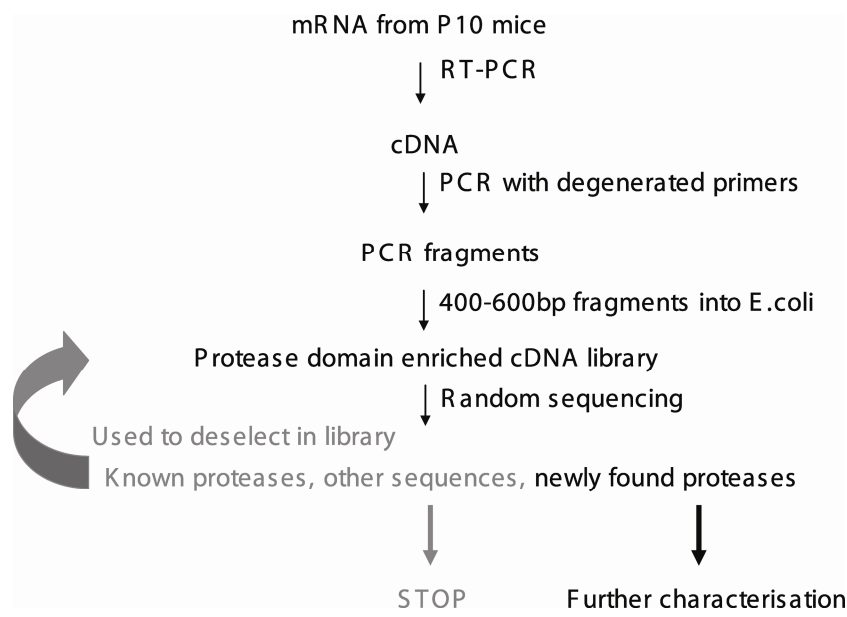 mRNA from P10 mice
RT-PCR
cDNA
PCR with degenerated primers
PCR fragments
400-600bp fragments into E.coli
Protease domain enriched cDNA library
Random sequencing
Used to deselect in library
Known proteases, other sequences, newly found proteases
STOP
Further characterisation